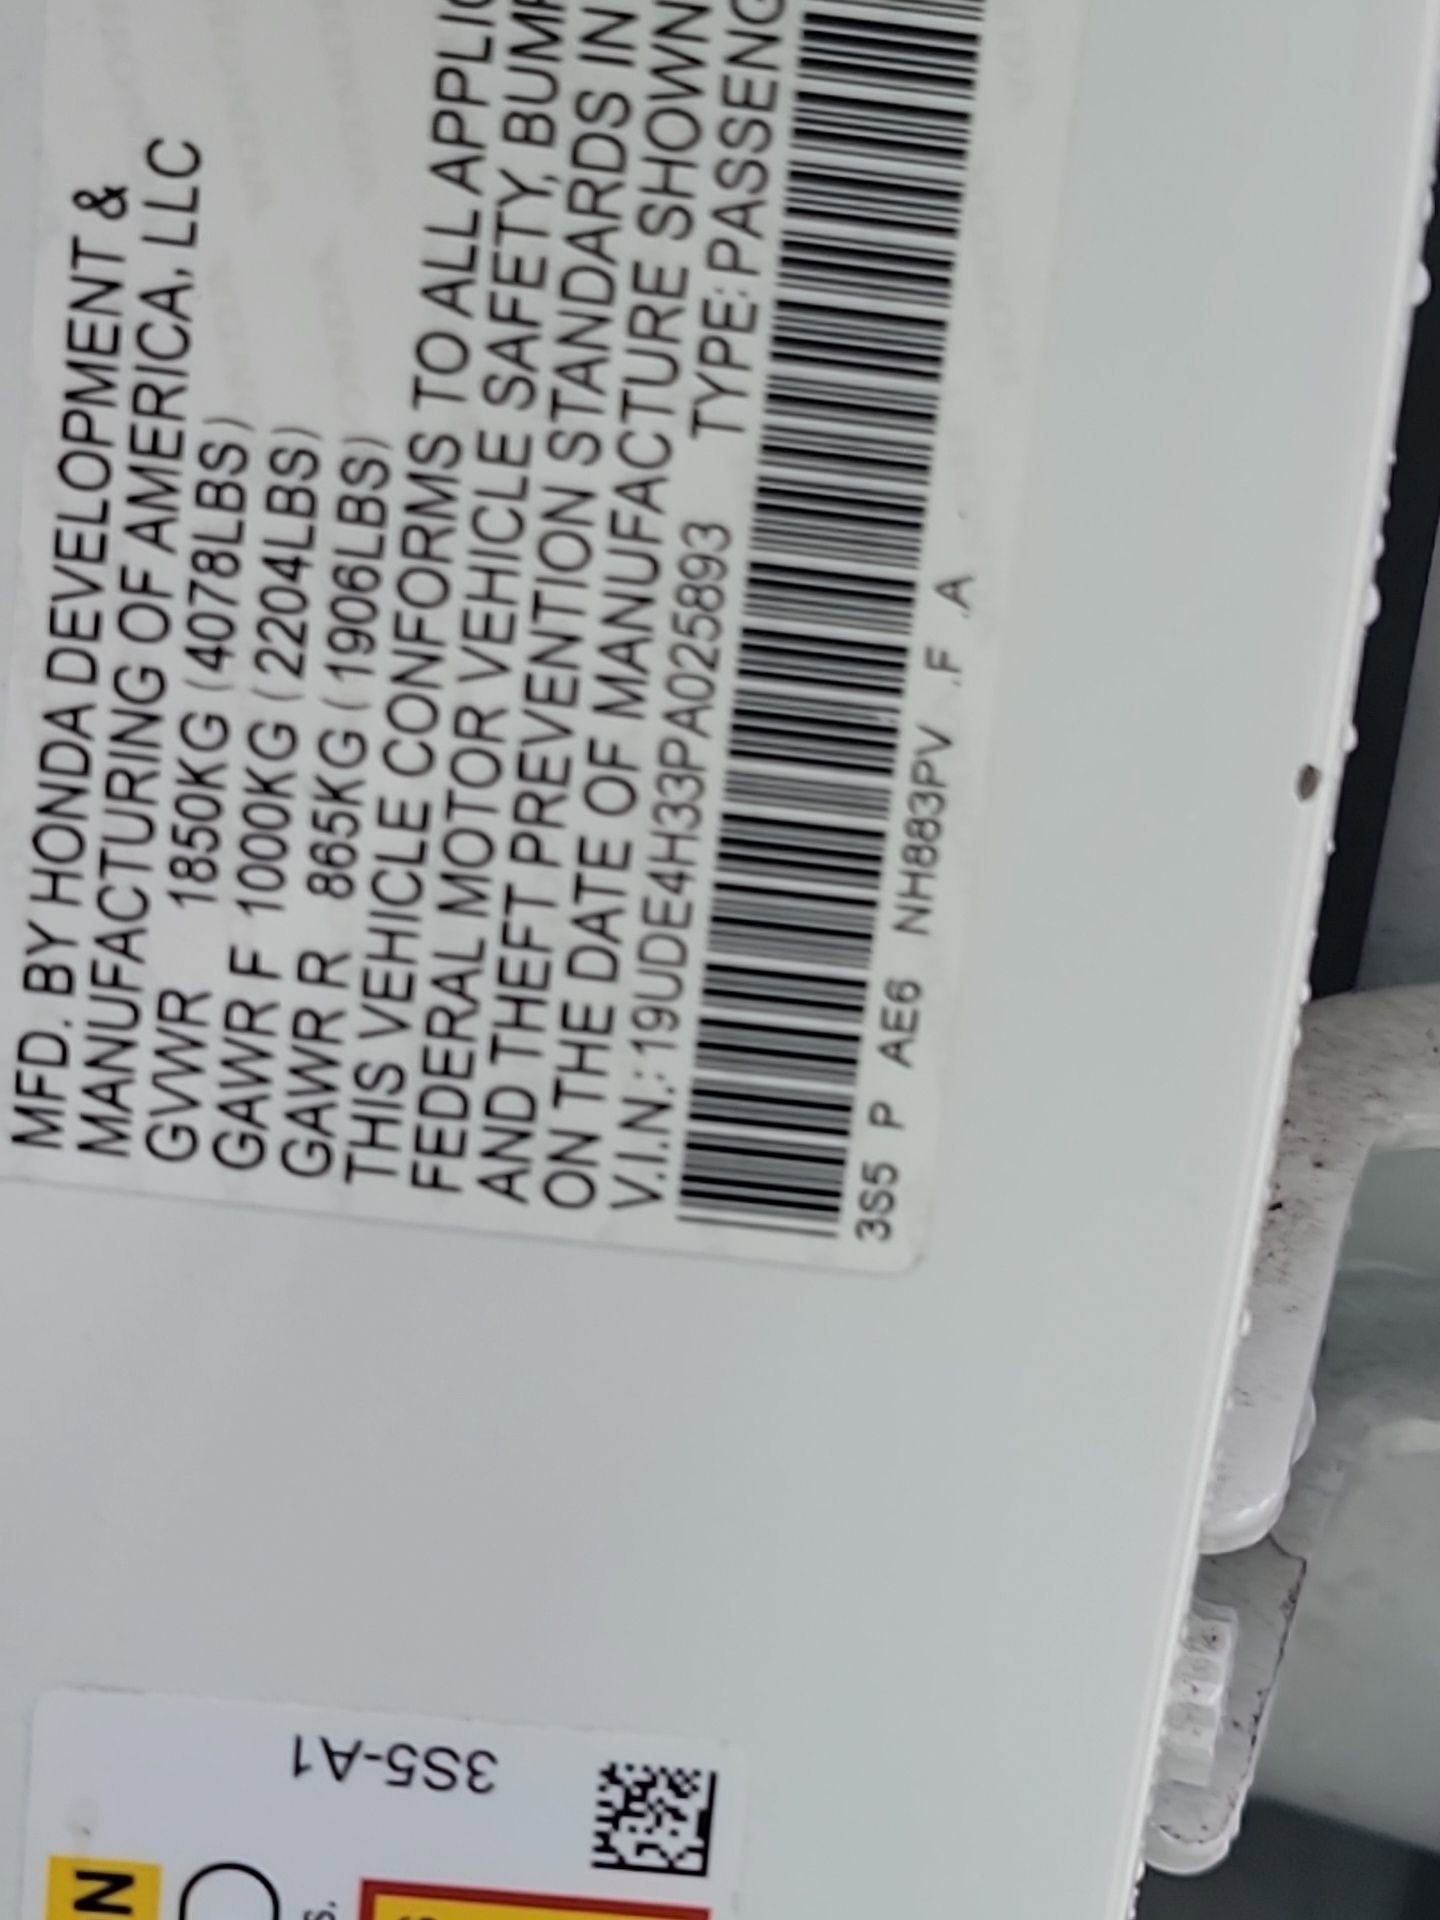 MFD. BY HONDA DEVELOPMENT &
MANUFACTURING OF AMERICA, LLC
GVWR 1850KG (4078LBS)
GAWR F 1000KG (2204LBS)
GAWR R 865KG (1906LBS)
THIS VEHICLE CONFORMS TO ALL APPLIC
FEDERAL MOTOR VEHICLE SAFETY, BUMP
AND THEFT PREVENTION STANDARDS IN
ON THE DATE OF MANUFACTURE SHOWN
V.I.N.: 19UDE4H33PA025893 TYPE: PASSENG
3S5 P AE6 NH883PV .F A
3S5-A1
N
s.